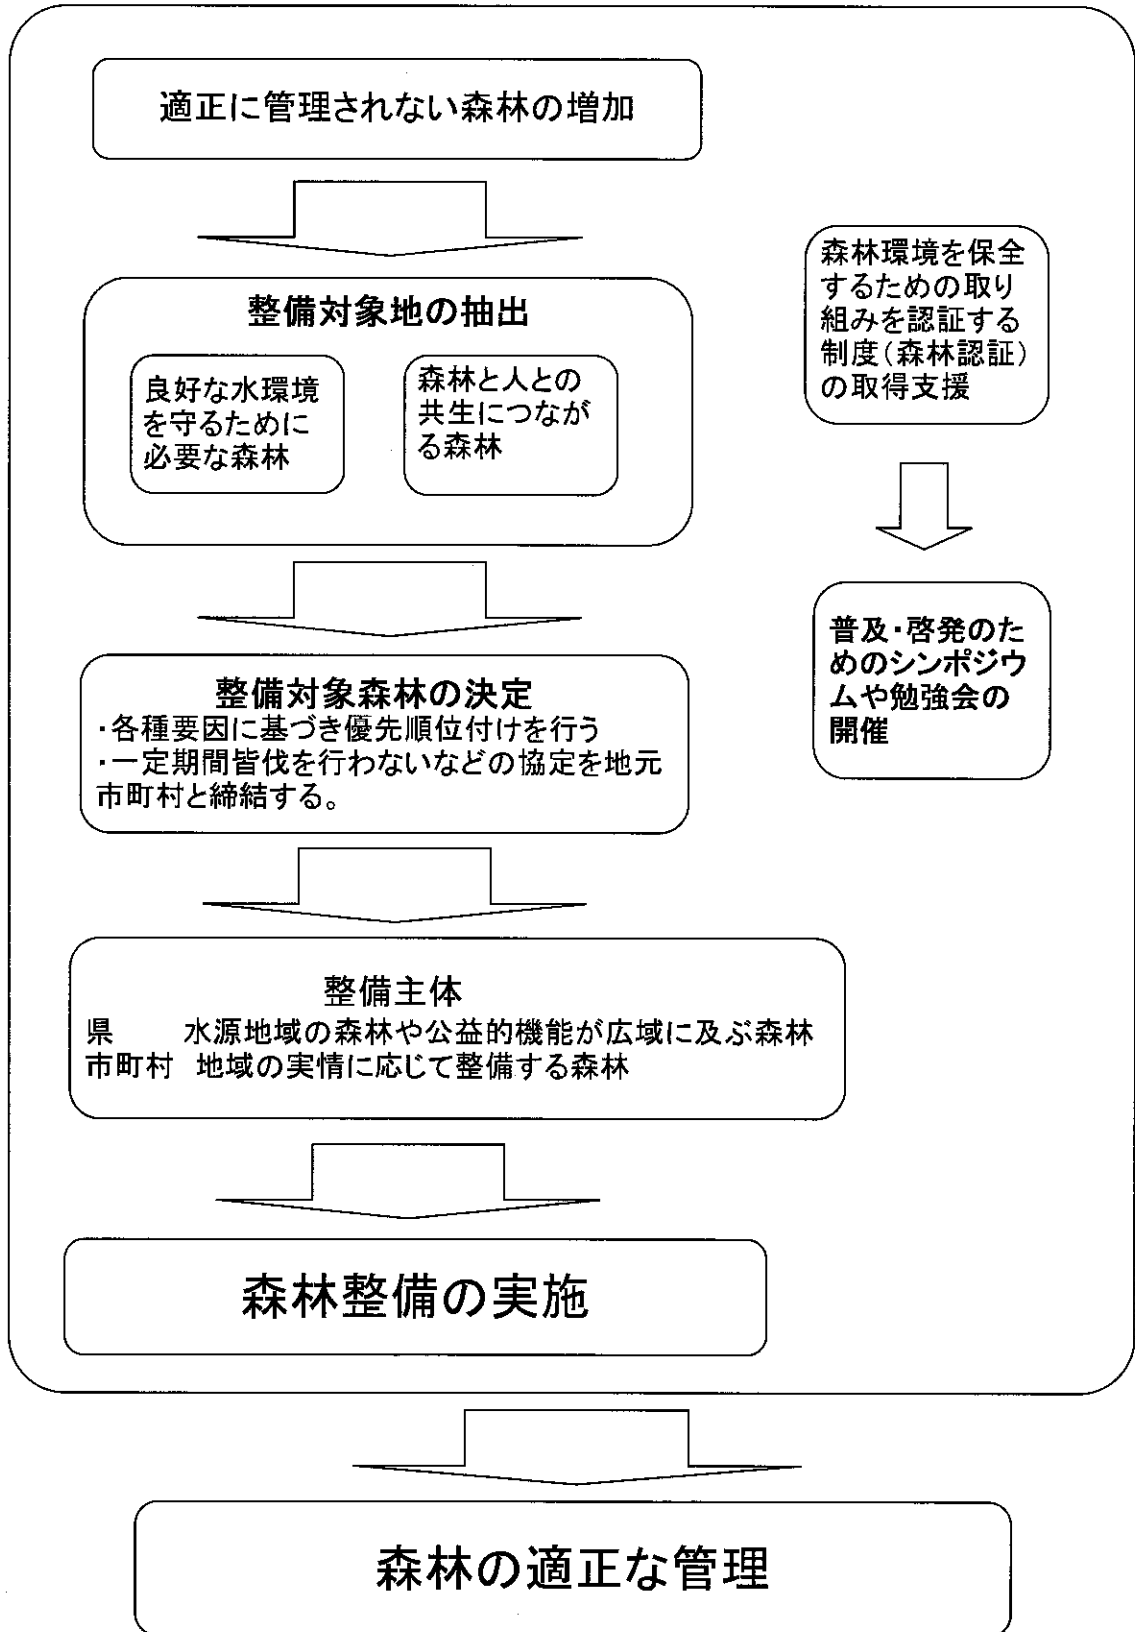 適正に管理されない森林の増加
整備対象地の抽出
良好な水環境
を守るために
必要な森林
森林と人との
共生につなが
る森林
整備対象森林の決定
・各種要因に基づき優先順位付けを行う
・一定期間皆伐を行わないなどの協定を地元
市町村と締結する。
整備主体
県 水源地域の森林や公益的機能が広域に及ぶ森林
市町村 地域の実情に応じて整備する森林
森林整備の実施
森林環境を保全
するための取り
組みを認証する
制度(森林認証)
の取得支援
普及・啓発のた
めのシンポジウ
ムや勉強会の
開催
森林の適正な管理